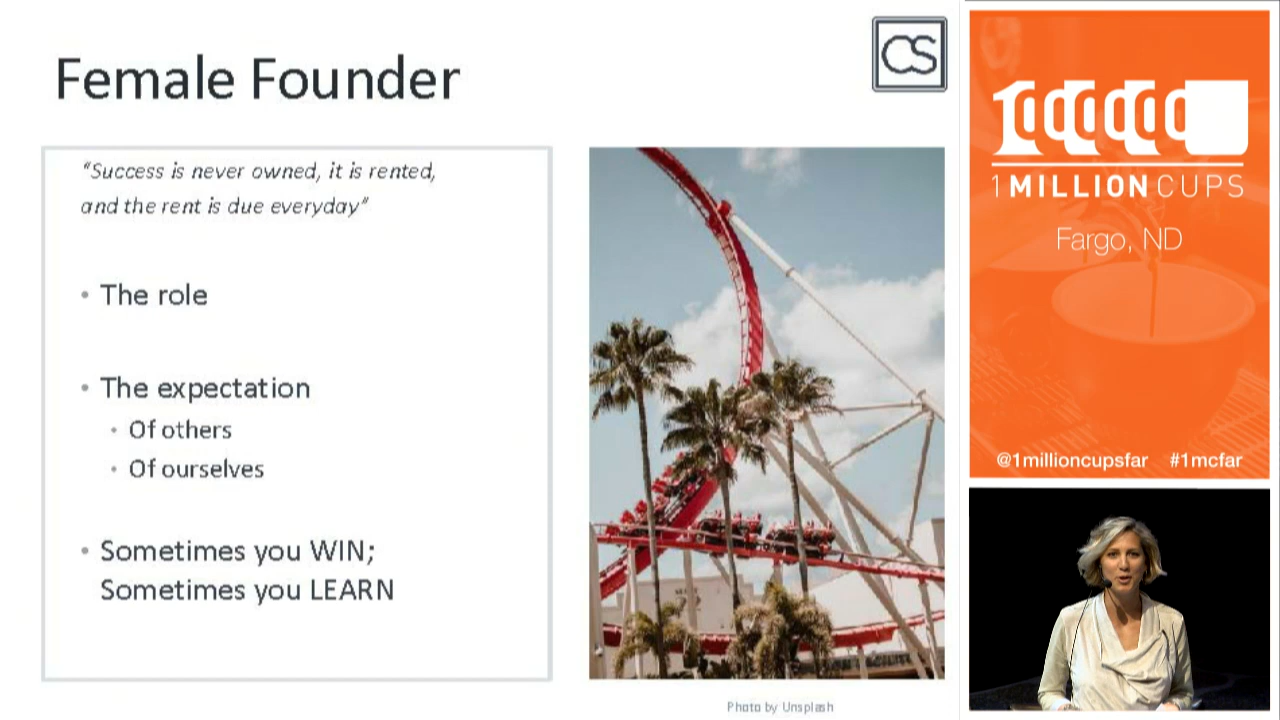 Female Founder
CS
"Success is never owned, it is rented,
and the rent is due everyday"
• The role
• The expectation
• Of others
• Of ourselves
• Sometimes you WIN;
Sometimes you LEARN
Photo by Unsplash
1 MILLION CUPS
Fargo, ND
@1millioncupsfar #1mcfar